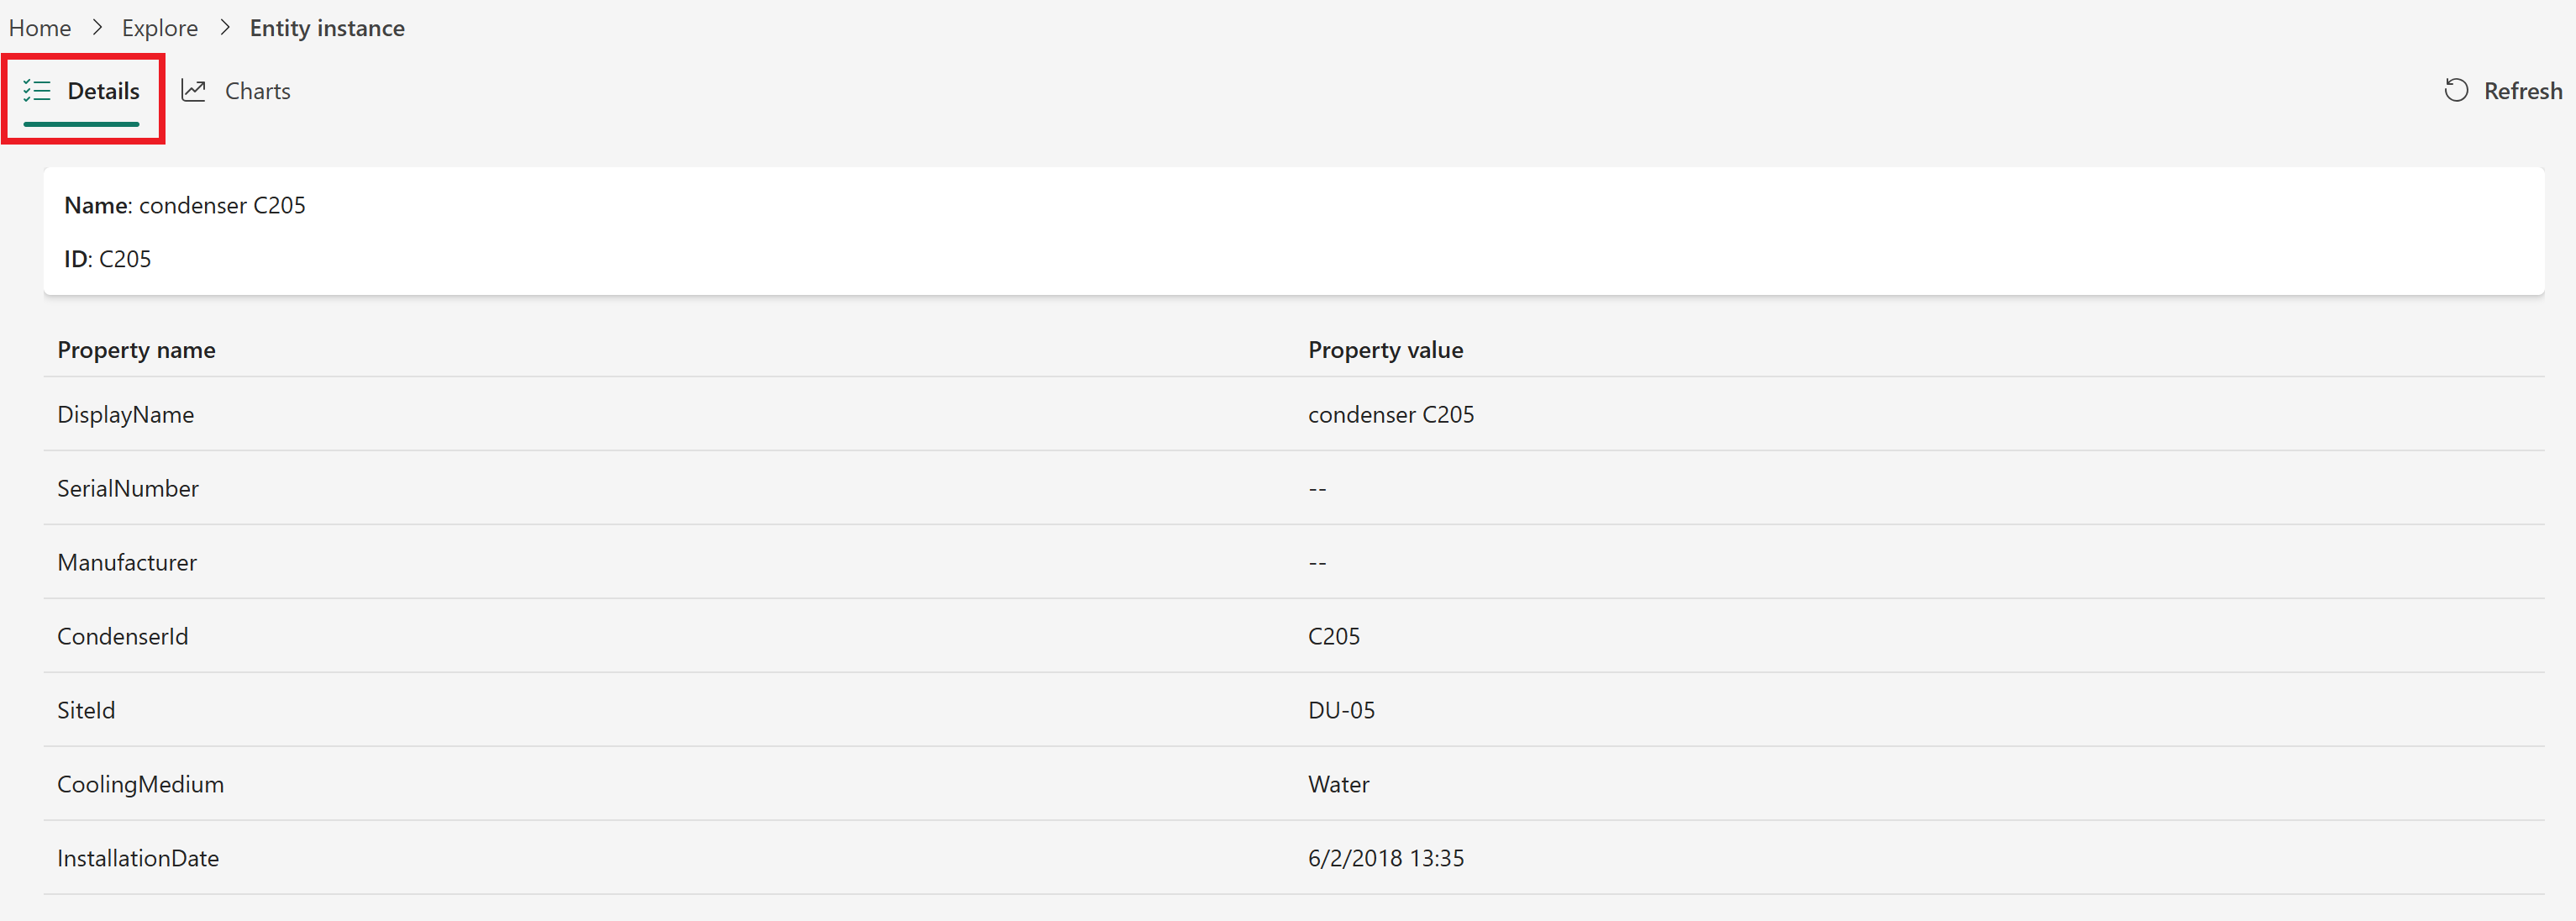 Home > Explore > Entity instance
Details Charts Refresh
Name: condenser C205
ID: C205
Property name Property value
DisplayName condenser C205
SerialNumber --
Manufacturer --
CondenserId C205
SiteId DU-05
CoolingMedium Water
InstallationDate 6/2/2018 13:35